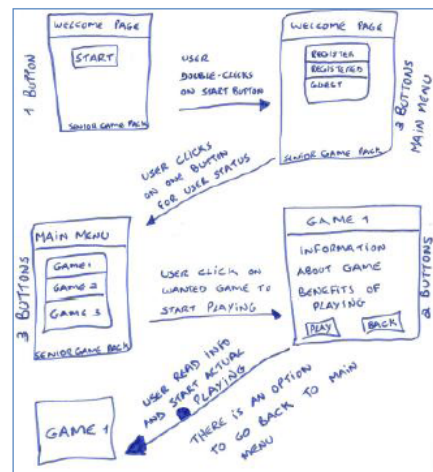 WELCOME PAGE
START
SENIOR GAME PACK
1 BUTTON
USER
DOUBLE-CLICKS
ON START BUTTON
WELCOME PAGE
REGISTER
REGISTERED
GUEST
SENIOR GAME PACK
3 BUTTONS
MAIN MENU
USER CLICKS
ON ONE BUTTON
FOR USER STATUS
MAIN MENU
GAME 1
GAME 2
GAME 3
SENIOR GAME PACK
3 BUTTONS
USER CLICK ON
WANTED GAME TO
START PLAYING
GAME 1
INFORMATION
ABOUT GAME
BENEFITS OF
PLAYING
PLAY
BACK
2 BUTTONS
USER READ INFO
AND START ACTUAL
PLAYING
THERE IS AN OPTION
TO GO BACK TO MAIN
MENU
GAME 1